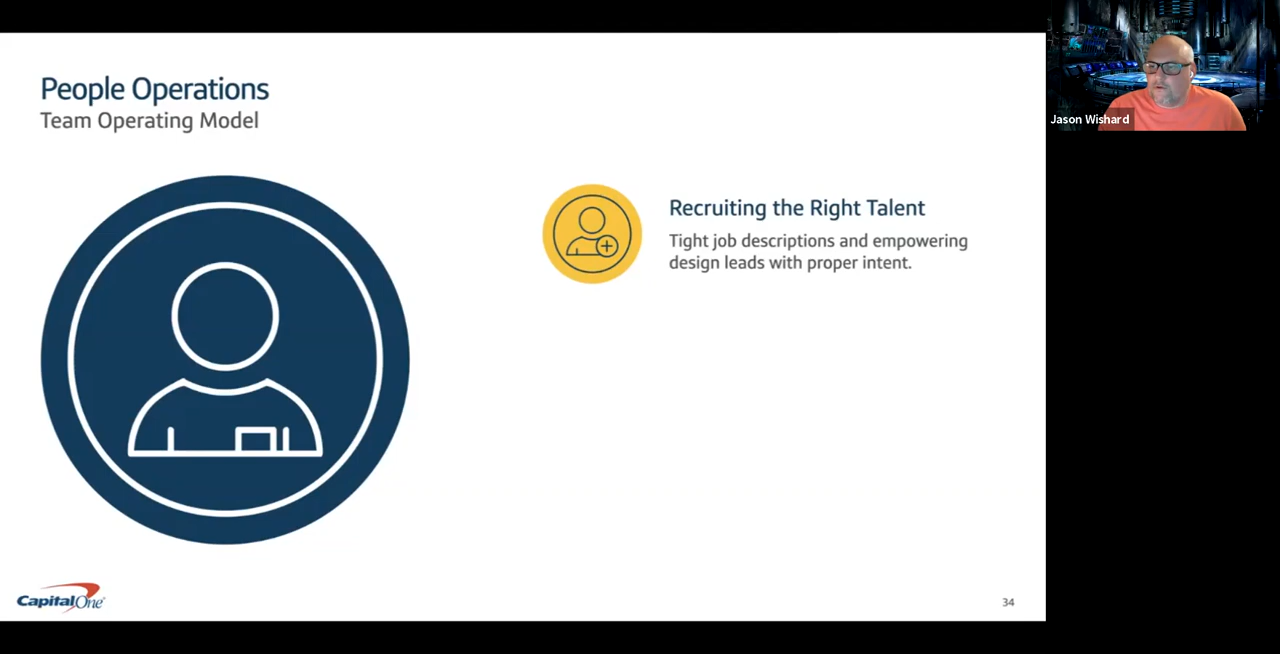 People Operations
Team Operating Model
Jason Wishard
Recruiting the Right Talent
Tight job descriptions and empowering
design leads with proper intent.
Capital One
34